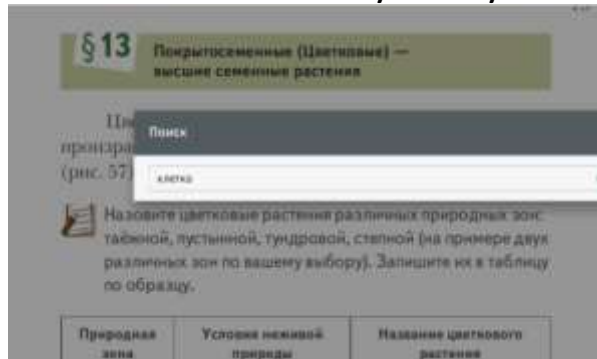 § 13
Покрытосеменные (Цветковые) —
высшие семенные растения
Поиск
произра
(рис. 57)
клетка
Назовите цветковые растения различных природных зон:
таёжной, пустынной, тундровой, степной (на примере двух
различных зон по вашему выбору). Запишите их в таблицу
по образцу.
Природная
зона
Условия неживой
природы
Название цветкового
растения